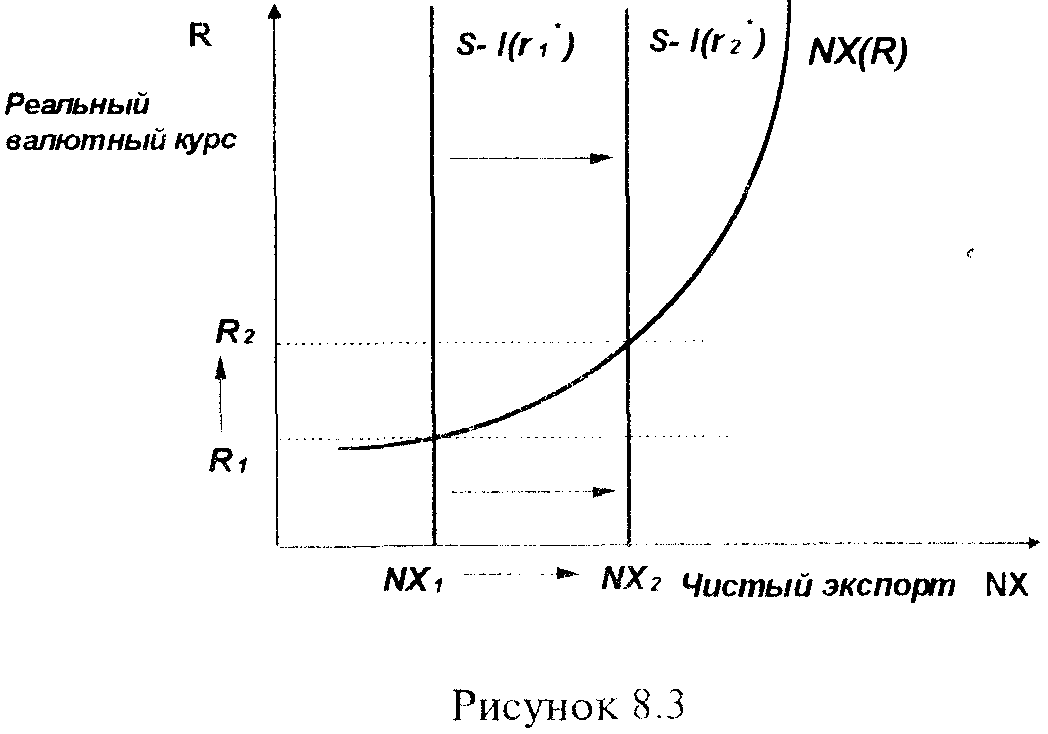 R
S- I(r₁*)
S- I(r₂*)
NX(R)
Реальный
валютный курс
R₂
R₁
NX₁
NX₂
Чистый экспорт
NX
Рисунок 8.3